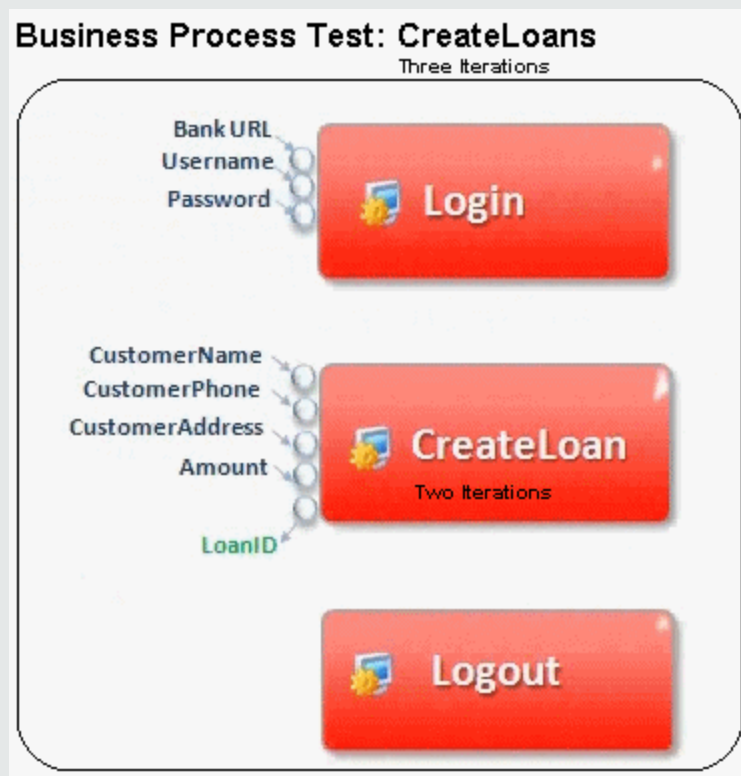 Business Process Test: CreateLoans
Three Iterations
Bank URL
Username
Password
Login
CustomerName
CustomerPhone
CustomerAddress
Amount
LoanID
CreateLoan
Two Iterations
Logout